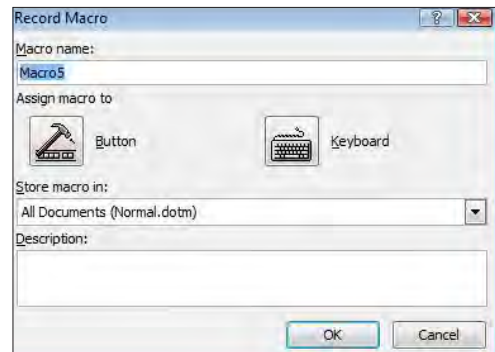 Record Macro
Macro name:
Macro5
Assign macro to
Button
Keyboard
Store macro in:
All Documents (Normal.dotm)
Description:
OK
Cancel